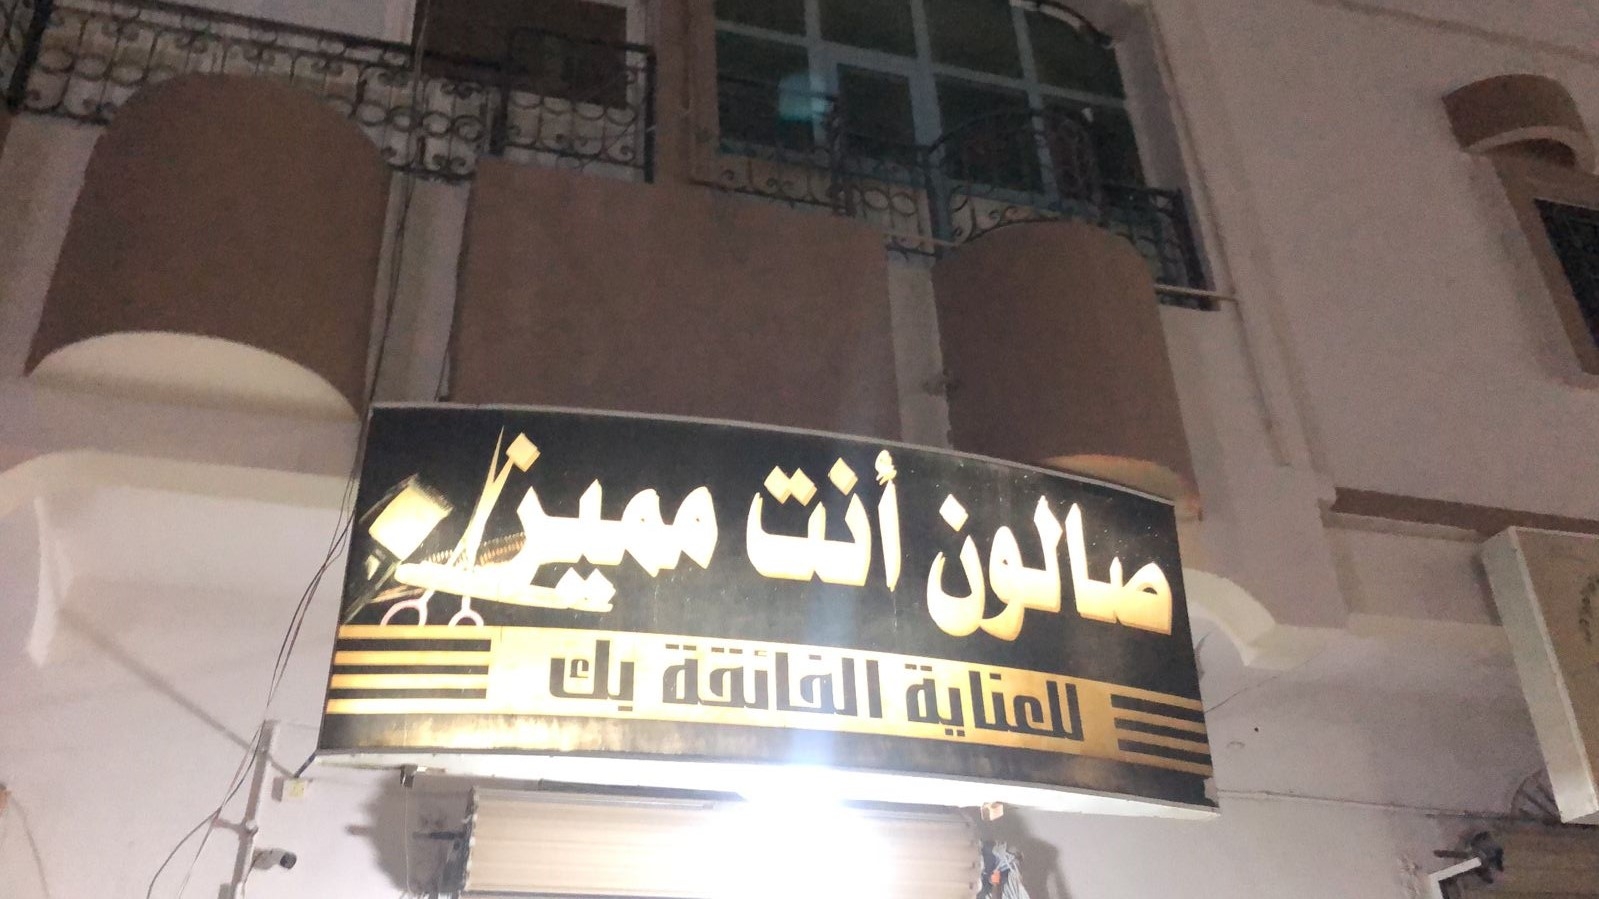 صالون أنت مميز
للعناية الفائقة بك